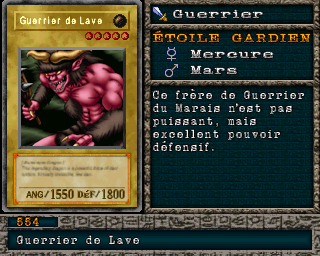 Guerrier de Lave
ANG/1550 DÉF/1800
Guerrier
ÉTOILE GARDIEN
Mercure
Mars
Ce frère de Guerrier
du Marais n'est pas
puissant, mais
excellent pouvoir
défensif.
554
Guerrier de Lave